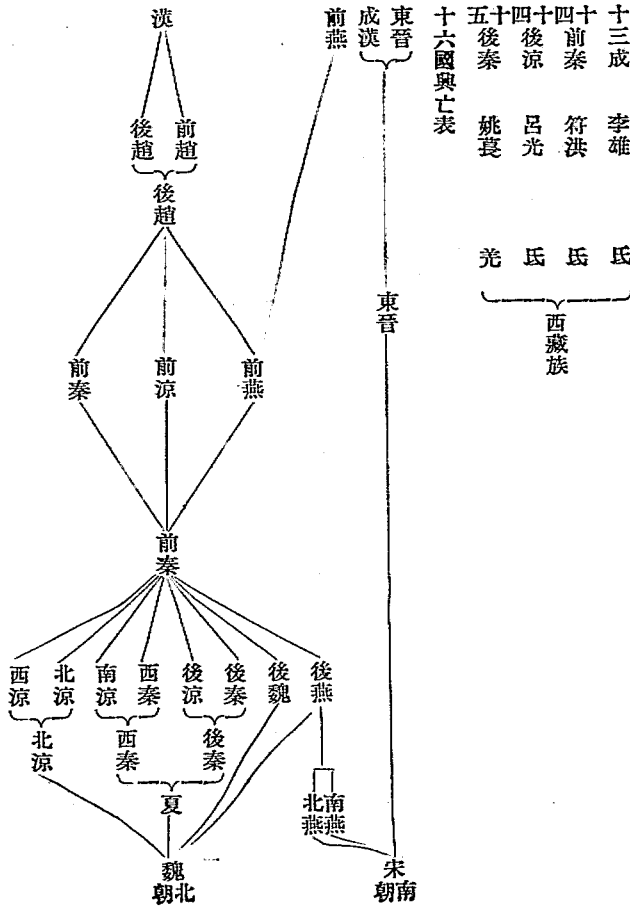 十三成 李雄 氐
十四前秦 符洪 氐
十四後涼 呂光 氐
十五後秦 姚萇 羌
西藏族
十六國興亡表
東晉
成漢
前燕
漢
前趙
後趙
後趙
東晉
前燕
前涼
前秦
前秦
後燕
後魏
後秦
後涼
西秦
南涼
北涼
西涼
後秦
西秦
北涼
南燕
北燕
夏
宋
南朝
魏
北朝